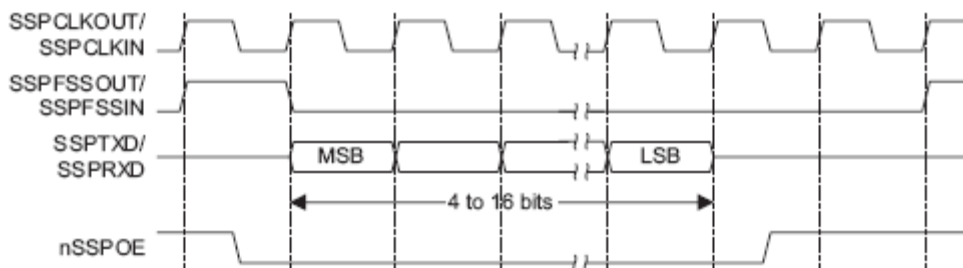 SSPCLKOUT/
SSPCLKIN
SSPFSSOUT/
SSPFSSIN
SSPTXD/
SSPRXD
MSB
LSB
4 to 16 bits
nSSPOE